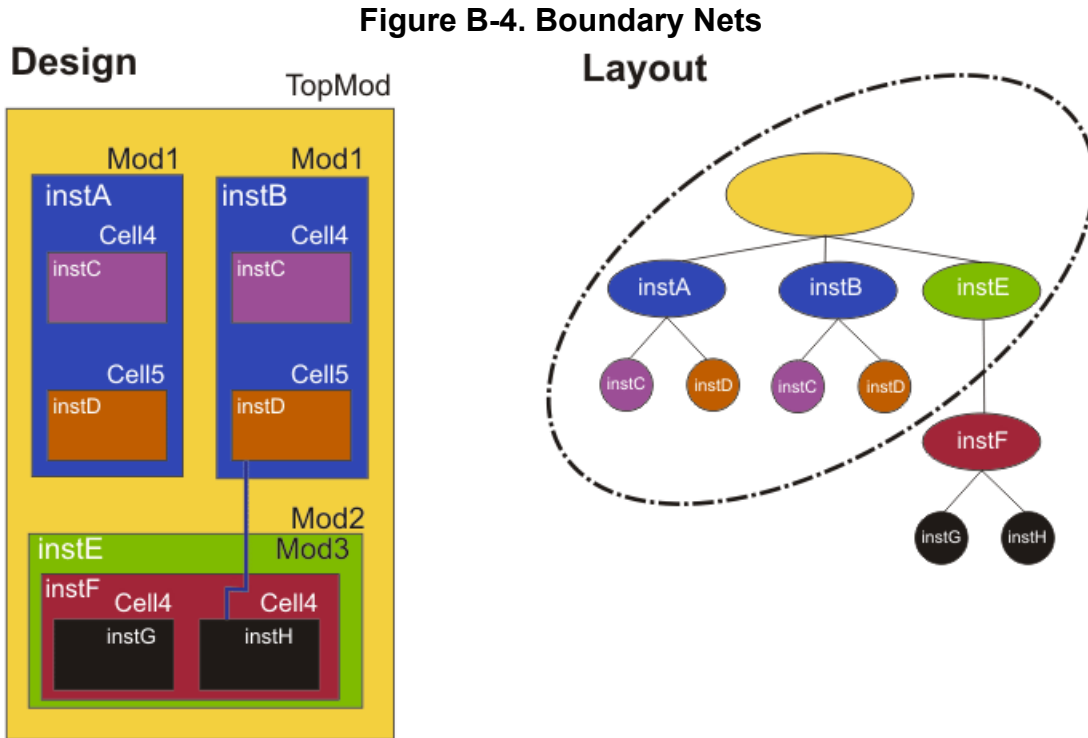 Figure B-4. Boundary Nets
Design
TopMod
Mod1 Mod1
instA instB
Cell4 Cell4
instC instC
Cell5 Cell5
instD instD
Mod2
instE Mod3
instF
Cell4 Cell4
instG instH
Layout
instA instB instE
instC instD instC instD
instF
instG instH